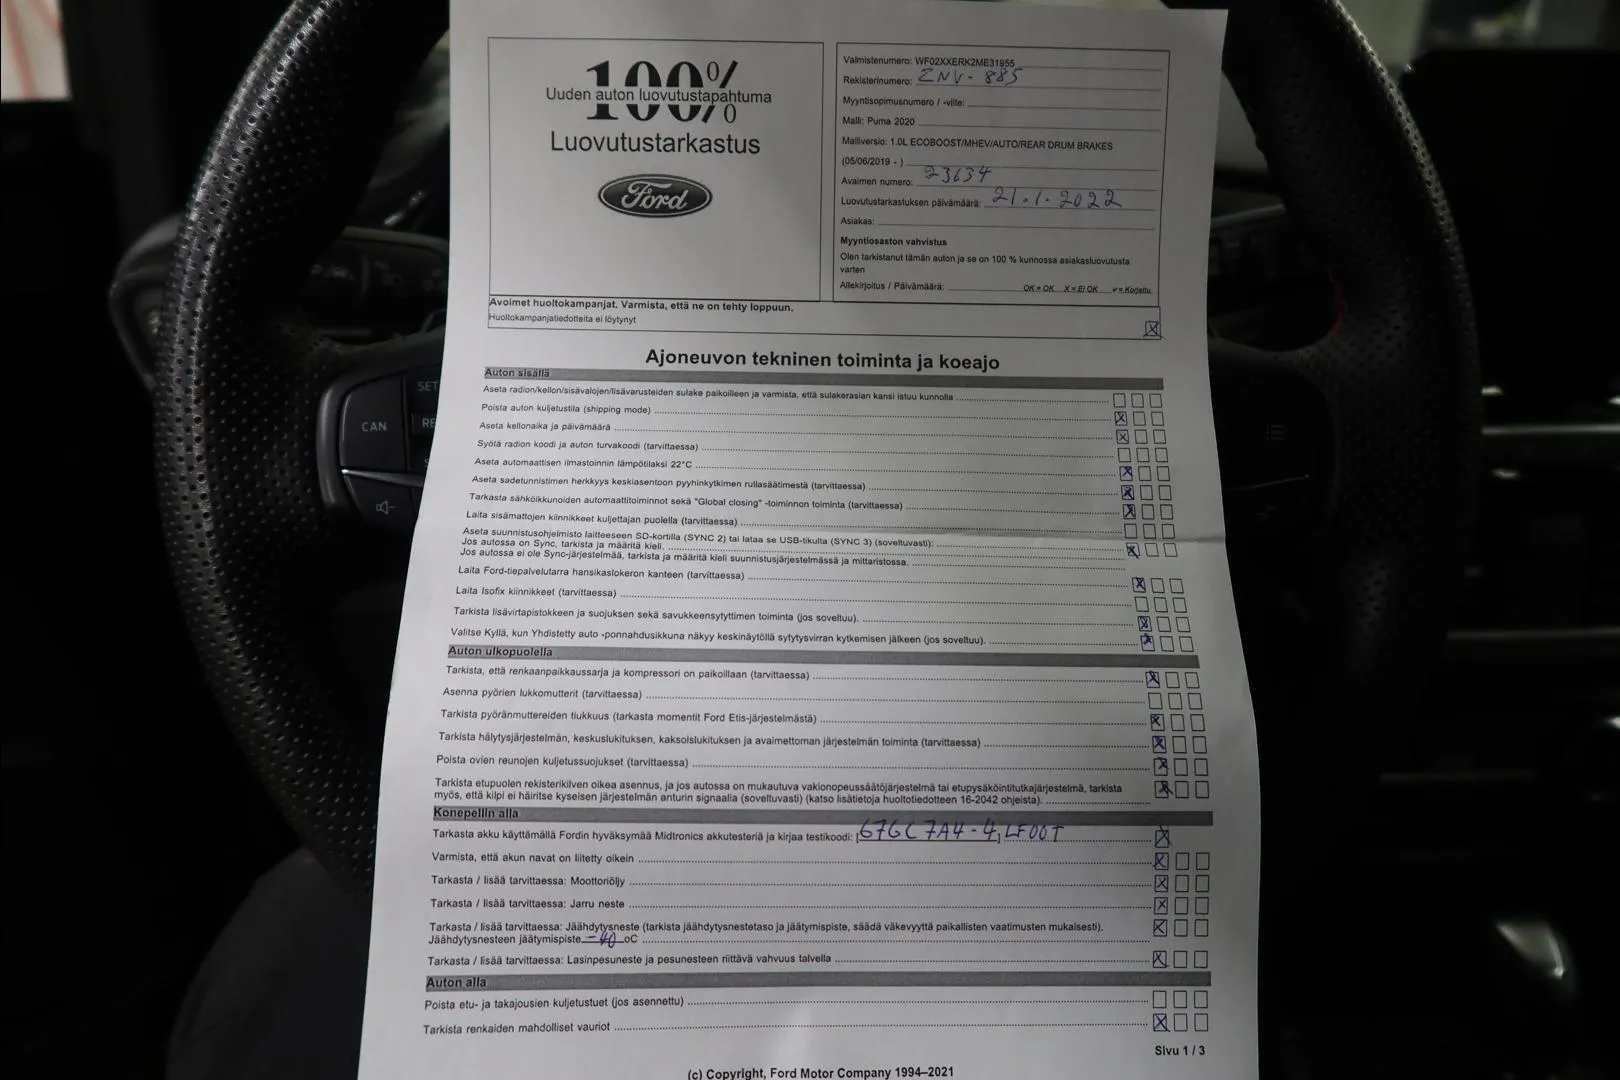 100%
Uuden auton luovutustapahtuma
Luovutustarkastus
Ford
Valmistenumero: WF02XXERK2ME31955
Rekisterinumero: ZNV-885
Myyntisopimusnumero / -viite:
Malli: Puma 2020
Malliversio: 1.0L ECOBOOST/MHEV/AUTO/REAR DRUM BRAKES
(05/06/2019 - )
Avaimen numero: 23634
Luovutustarkastuksen päivämäärä: 21.1.2022
Asiakas:
Myyntiosaston vahvistus
Olen tarkistanut tämän auton ja se on 100 % kunnossa asiakasluovutusta
varten
Allekirjoitus / Päivämäärä: OK = OK X = EI OK ✔ = Korjattu
Avoimet huoltokampanjat. Varmista, että ne on tehty loppuun.
Huoltokampanjatiedotteita ei löytynyt
Ajoneuvon tekninen toiminta ja koeajo
Auton sisällä
Aseta radion/kellon/sisävalojen/lisävarusteiden sulake paikoilleen ja varmista, että sulakerasian kansi istuu kunnolla
Poista auton kuljetustila (shipping mode)
Aseta kellonaika ja päivämäärä
Syötä radion koodi ja auton turvakoodi (tarvittaessa)
Aseta automaattisen ilmastoinnin lämpötilaksi 22°C
Aseta sadetunnistimen herkkyys keskiasentoon pyyhinkytkimen rullasäätimestä (tarvittaessa)
Tarkasta sähköikkunoiden automaattitoiminnot sekä "Global closing" -toiminnon toiminta (tarvittaessa)
Laita sisämattojen kiinnikkeet kuljettajan puolella (tarvittaessa)
Aseta suunnistusohjelmisto laitteeseen SD-kortilla (SYNC 2) tai lataa se USB-tikulta (SYNC 3) (soveltuvasti):
Jos autossa on Sync, tarkista ja määritä kieli.
Jos autossa ei ole Sync-järjestelmää, tarkista ja määritä kieli suunnistusjärjestelmässä ja mittaristossa.
Laita Ford-tiepalvelutarra hansikaslokeron kanteen (tarvittaessa)
Laita Isofix kiinnikkeet (tarvittaessa)
Tarkista lisävirtapistokkeen ja suojuksen sekä savukkeensytyttimen toiminta (jos soveltuu).
Valitse Kyllä, kun Yhdistetty auto -ponnahdusikkuna näkyy keskinäytöllä sytytysvirran kytkemisen jälkeen (jos soveltuu).
Auton ulkopuolella
Tarkista, että renkaanpaikkaussarja ja kompressori on paikoillaan (tarvittaessa)
Asenna pyörien lukkomutterit (tarvittaessa)
Tarkista pyöränmuttereiden tiukkuus (tarkasta momentit Ford Etis-järjestelmästä)
Tarkista hälytysjärjestelmän, keskuslukituksen, kaksoislukituksen ja avaimettoman järjestelmän toiminta (tarvittaessa)
Poista ovien reunojen kuljetussuojukset (tarvittaessa)
Tarkista etupuolen rekisterikilven oikea asennus, ja jos autossa on mukautuva vakionopeussäätöjärjestelmä tai etupysäköintitutkajärjestelmä, tarkista
myös, että kilpi ei häiritse kyseisen järjestelmän anturin signaalia (soveltuvasti) (katso lisätietoja huoltotiedotteen 16-2042 ohjeista).
Konepellin alla
Tarkasta akku käyttämällä Fordin hyväksymää Midtronics akkutesteriä ja kirjaa testikoodi: [67GC7A4-4] LF00T
Varmista, että akun navat on liitetty oikein
Tarkasta / lisää tarvittaessa: Moottoriöljy
Tarkasta / lisää tarvittaessa: Jarru neste
Tarkasta / lisää tarvittaessa: Jäähdytysneste (tarkista jäähdytysnestetaso ja jäätymispiste, säädä väkevyyttä paikallisten vaatimusten mukaisesti).
Jäähdytysnesteen jäätymispiste -40 oC
Tarkasta / lisää tarvittaessa: Lasinpesuneste ja pesunesteen riittävä vahvuus talvella
Auton alla
Poista etu- ja takajousien kuljetustuet (jos asennettu)
Tarkista renkaiden mahdolliset vauriot
Sivu 1 / 3
(c) Copyright, Ford Motor Company 1994–2021
SET
CAN
RE